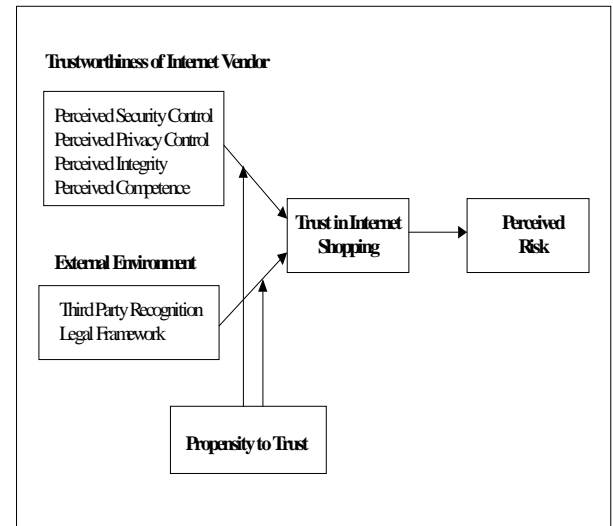 Trustworthiness of Internet Vendor
Perceived Security Control
Perceived Privacy Control
Perceived Integrity
Perceived Competence
Trust in Internet
Shopping
Perceived
Risk
External Environment
Third Party Recognition
Legal Framework
Propensity to Trust